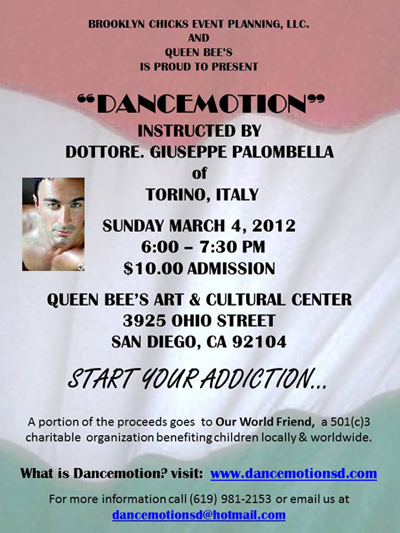 BROOKLYN CHICKS EVENT PLANNING, LLC.
AND
QUEEN BEE'S
IS PROUD TO PRESENT
"DANCEMOTION"
INSTRUCTED BY
DOTTORE. GIUSEPPE PALOMBELLA
of
TORINO, ITALY
SUNDAY MARCH 4, 2012
6:00 – 7:30 PM
$10.00 ADMISSION
QUEEN BEE'S ART & CULTURAL CENTER
3925 OHIO STREET
SAN DIEGO, CA 92104
START YOUR ADDICTION...
A portion of the proceeds goes to Our World Friend, a 501(c)3
charitable organization benefiting children locally & worldwide.
What is Dancemotion? visit: www.dancemotionsd.com
For more information call (619) 981-2153 or email us at
dancemotionsd@hotmail.com